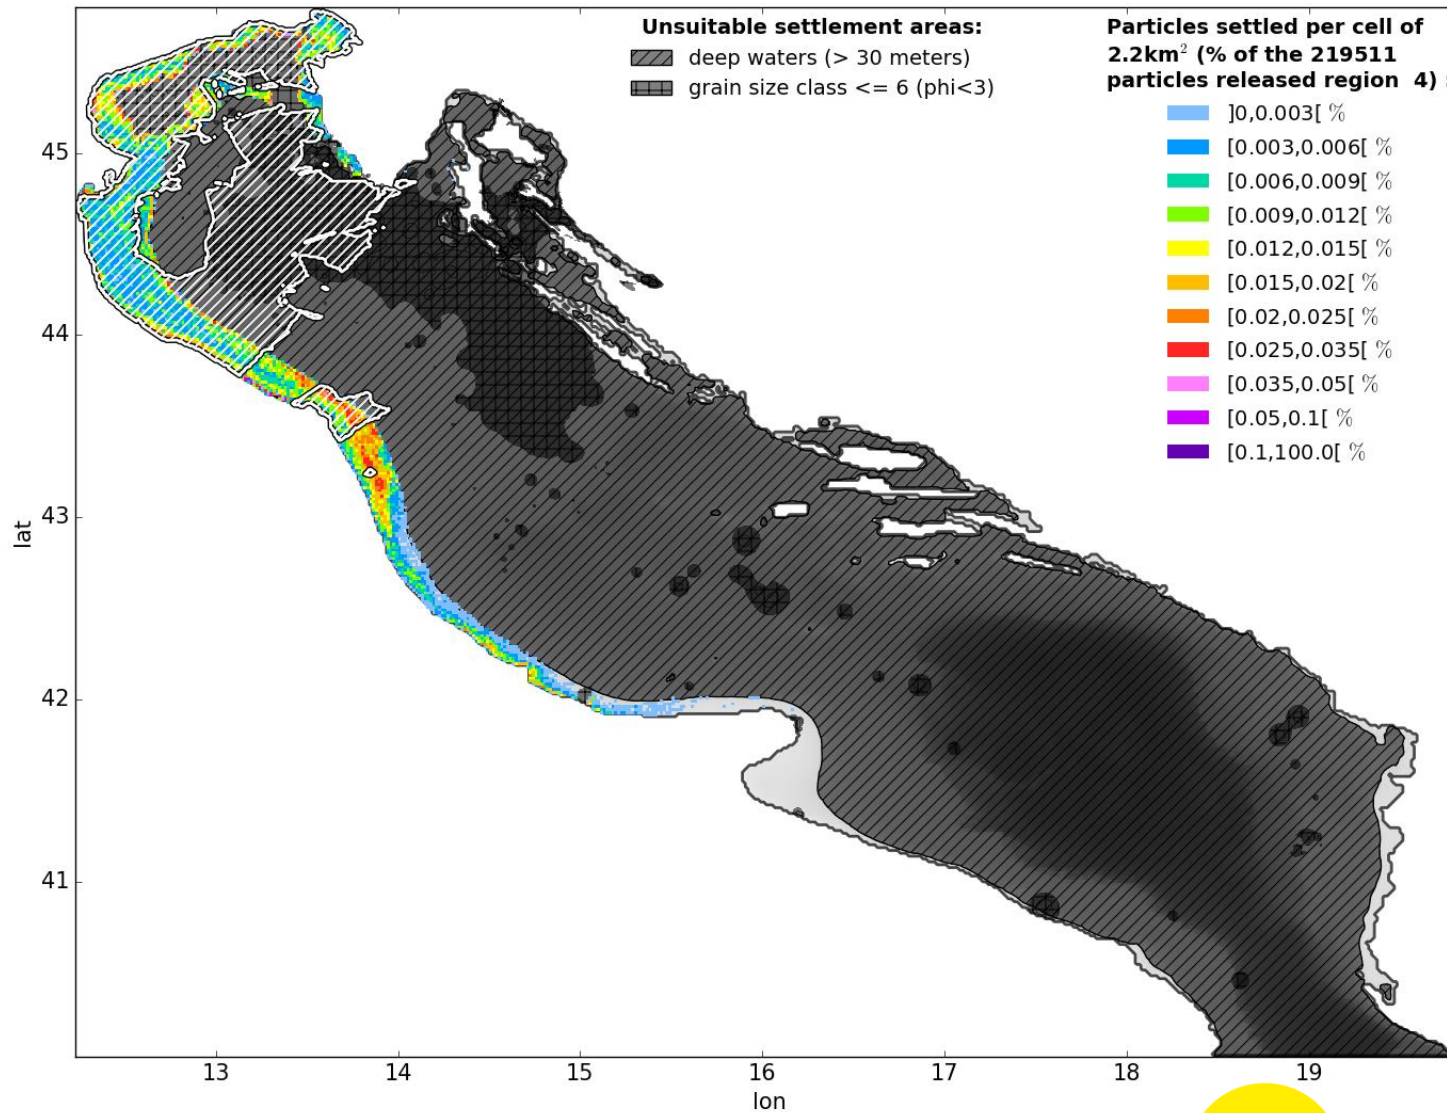 Unsuitable settlement areas:
deep waters (> 30 meters)
grain size class <= 6 (phi<3)
Particles settled per cell of
2.2km² (% of the 219511
particles released region  4) :
]0,0.003[ %
[0.003,0.006[ %
[0.006,0.009[ %
[0.009,0.012[ %
[0.012,0.015[ %
[0.015,0.02[ %
[0.02,0.025[ %
[0.025,0.035[ %
[0.035,0.05[ %
[0.05,0.1[ %
[0.1,100.0[ %
45
44
43
42
41
lat
13 14 15 16 17 18 19
lon